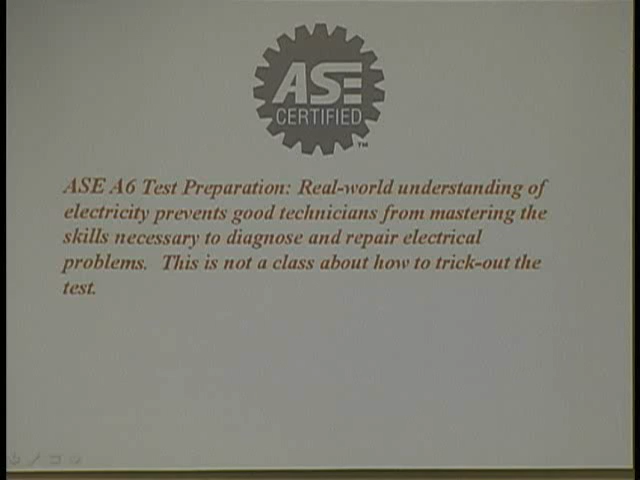 ASE
CERTIFIED
TM
ASE A6 Test Preparation: Real-world understanding of
electricity prevents good technicians from mastering the
skills necessary to diagnose and repair electrical
problems. This is not a class about how to trick-out the
test.